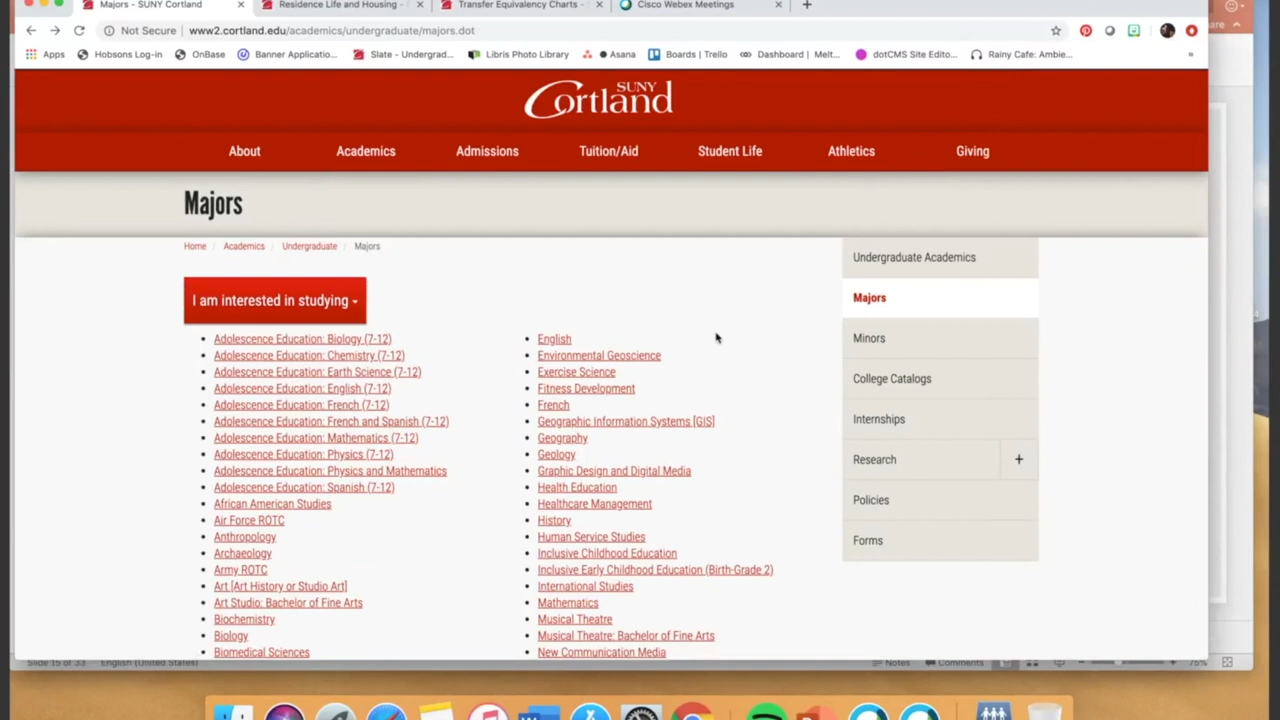 Majors - SUNY Cortland
Residence Life and Housing -
Transfer Equivalency Charts -
Cisco Webex Meetings
Not Secure
www2.cortland.edu/academics/undergraduate/majors.dot
Apps
Hobsons Log-in
OnBase
Banner Applicatio...
Slate - Undergrad...
Libris Photo Library
Asana
Boards | Trello
Dashboard | Melt...
dotCMS Site Edito...
Rainy Cafe: Ambie...
»
SUNY
Cortland
About
Academics
Admissions
Tuition/Aid
Student Life
Athletics
Giving
Majors
Home / Academics / Undergraduate / Majors
I am interested in studying
Adolescence Education: Biology (7-12)
Adolescence Education: Chemistry (7-12)
Adolescence Education: Earth Science (7-12)
Adolescence Education: English (7-12)
Adolescence Education: French (7-12)
Adolescence Education: French and Spanish (7-12)
Adolescence Education: Mathematics (7-12)
Adolescence Education: Physics (7-12)
Adolescence Education: Physics and Mathematics
Adolescence Education: Spanish (7-12)
African American Studies
Air Force ROTC
Anthropology
Archaeology
Army ROTC
Art [Art History or Studio Art]
Art Studio: Bachelor of Fine Arts
Biochemistry
Biology
Biomedical Sciences
English
Environmental Geoscience
Exercise Science
Fitness Development
French
Geographic Information Systems [GIS]
Geography
Geology
Graphic Design and Digital Media
Health Education
Healthcare Management
History
Human Service Studies
Inclusive Childhood Education
Inclusive Early Childhood Education (Birth-Grade 2)
International Studies
Mathematics
Musical Theatre
Musical Theatre: Bachelor of Fine Arts
New Communication Media
Undergraduate Academics
Majors
Minors
College Catalogs
Internships
Research
+
Policies
Forms
Slide 15 of 33
English (United States)
Notes
Comments
76%